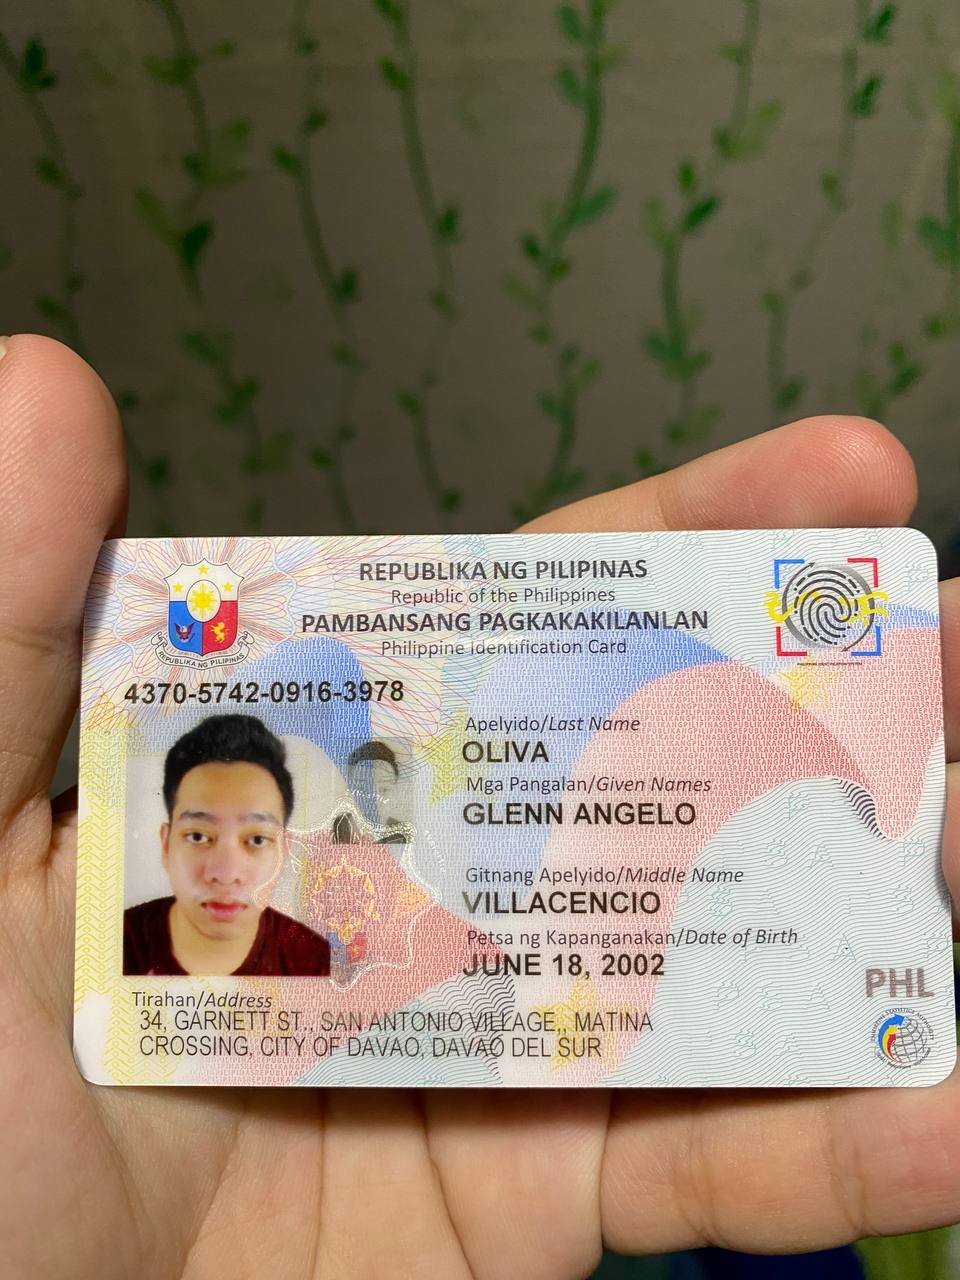 REPUBLIKA NG PILIPINAS
Republic of the Philippines
PAMBANSANG PAGKAKAKILANLAN
Philippine Identification Card
REPUBLIKA NG PILIPINAS
4370-5742-0916-3978
Apelyido/Last Name
OLIVA
Mga Pangalan/Given Names
GLENN ANGELO
Gitnang Apelyido/Middle Name
VILLACENCIO
Petsa ng Kapanganakan/Date of Birth
JUNE 18, 2002
PHL
Tirahan/Address
34, GARNETT ST., SAN ANTONIO VILLAGE,, MATINA
CROSSING, CITY OF DAVAO, DAVAO DEL SUR